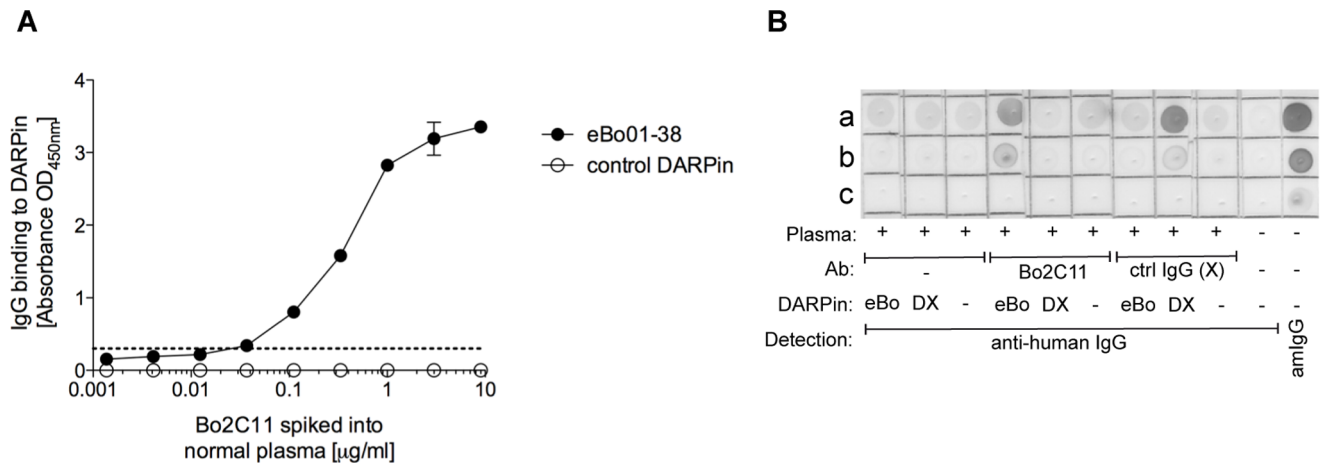 A
IgG binding to DARPin
[Absorbance OD450nm]
4
3
2
1
0
0.001 0.01 0.1 1 10
Bo2C11 spiked into
normal plasma [μg/ml]
eBo01-38
control DARPin
B
a
b
c
Plasma: + + + + + + + + + - -
Ab: - Bo2C11 ctrl IgG (X) - -
DARPin: eBo DX - eBo DX - eBo DX - - -
Detection: anti-human IgG amIgG